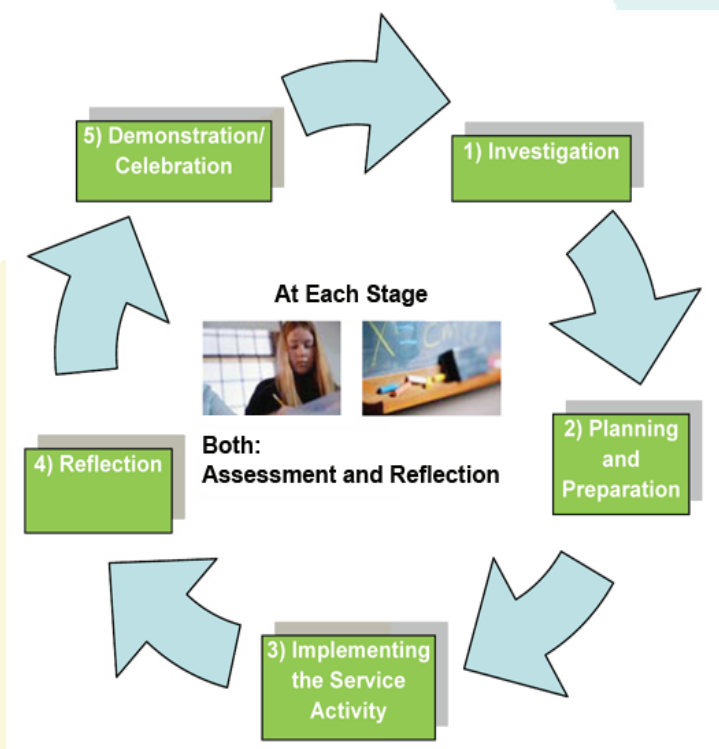 5) Demonstration/
Celebration
1) Investigation
At Each Stage
Both:
Assessment and Reflection
2) Planning
and
Preparation
4) Reflection
3) Implementing
the Service
Activity